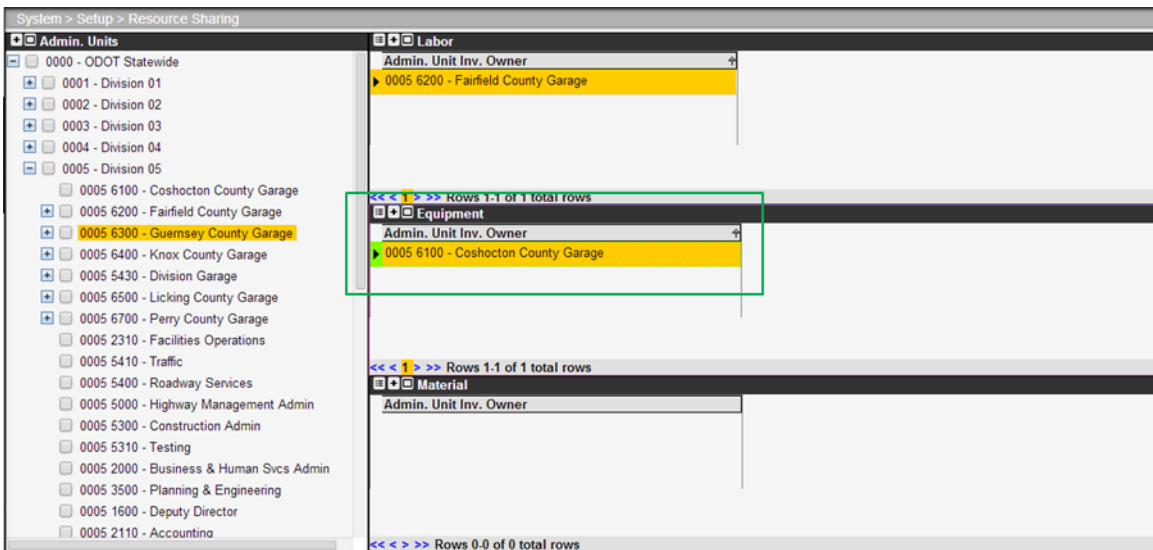 System > Setup > Resource Sharing
Admin. Units
0000 - ODOT Statewide
0001 - Division 01
0002 - Division 02
0003 - Division 03
0004 - Division 04
0005 - Division 05
0005 6100 - Coshocton County Garage
0005 6200 - Fairfield County Garage
0005 6300 - Guernsey County Garage
0005 6400 - Knox County Garage
0005 5430 - Division Garage
0005 6500 - Licking County Garage
0005 6700 - Perry County Garage
0005 2310 - Facilities Operations
0005 5410 - Traffic
0005 5400 - Roadway Services
0005 5000 - Highway Management Admin
0005 5300 - Construction Admin
0005 5310 - Testing
0005 2000 - Business & Human Svcs Admin
0005 3500 - Planning & Engineering
0005 1600 - Deputy Director
0005 2110 - Accounting
Labor
Admin. Unit Inv. Owner
0005 6200 - Fairfield County Garage
<< < 1 > >> Rows 1-1 of 1 total rows
Equipment
Admin. Unit Inv. Owner
0005 6100 - Coshocton County Garage
<< < 1 > >> Rows 1-1 of 1 total rows
Material
Admin. Unit Inv. Owner
<< < > >> Rows 0-0 of 0 total rows